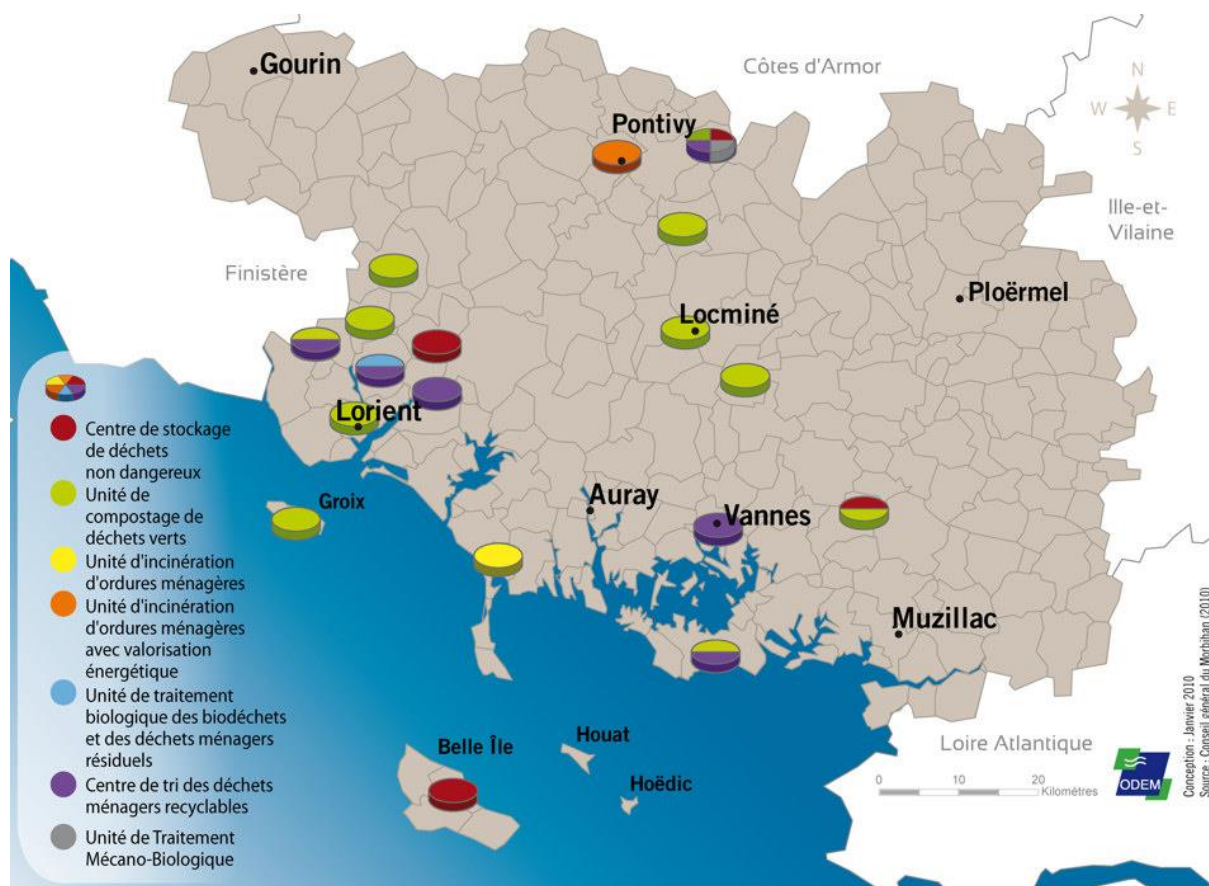 Gourin
Côtes d'Armor
Pontivy
N
W
E
S
Ille-et-
Vilaine
Finistère
Ploërmel
Locminé
Lorient
Groix
Auray
Vannes
Muzillac
Belle Île
Houat
Hoëdic
Loire Atlantique
Centre de stockage
de déchets
non dangereux
Unité de
compostage de
déchets verts
Unité d'incinération
d'ordures ménagères
Unité d'incinération
d'ordures ménagères
avec valorisation
énergétique
Unité de traitement
biologique des biodéchets
et des déchets ménagers
résiduels
Centre de tri des déchets
ménagers recyclables
Unité de Traitement
Mécano-Biologique
0 10 20
Kilomètres
ODEM
Conception : Janvier 2010
Source : Conseil général du Morbihan (2010)